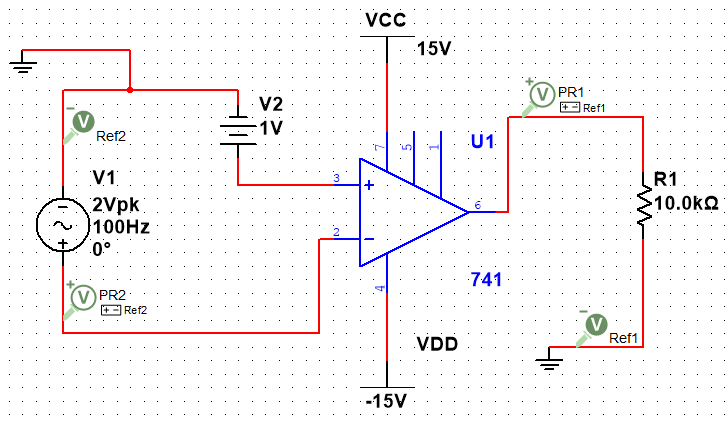 VCC
15V
PR1
Ref1
V2
1V
Ref2
U1
7
5
1
V1
2Vpk
100Hz
0°
3
6
2
R1
10.0kΩ
741
4
PR2
Ref2
VDD
Ref1
-15V